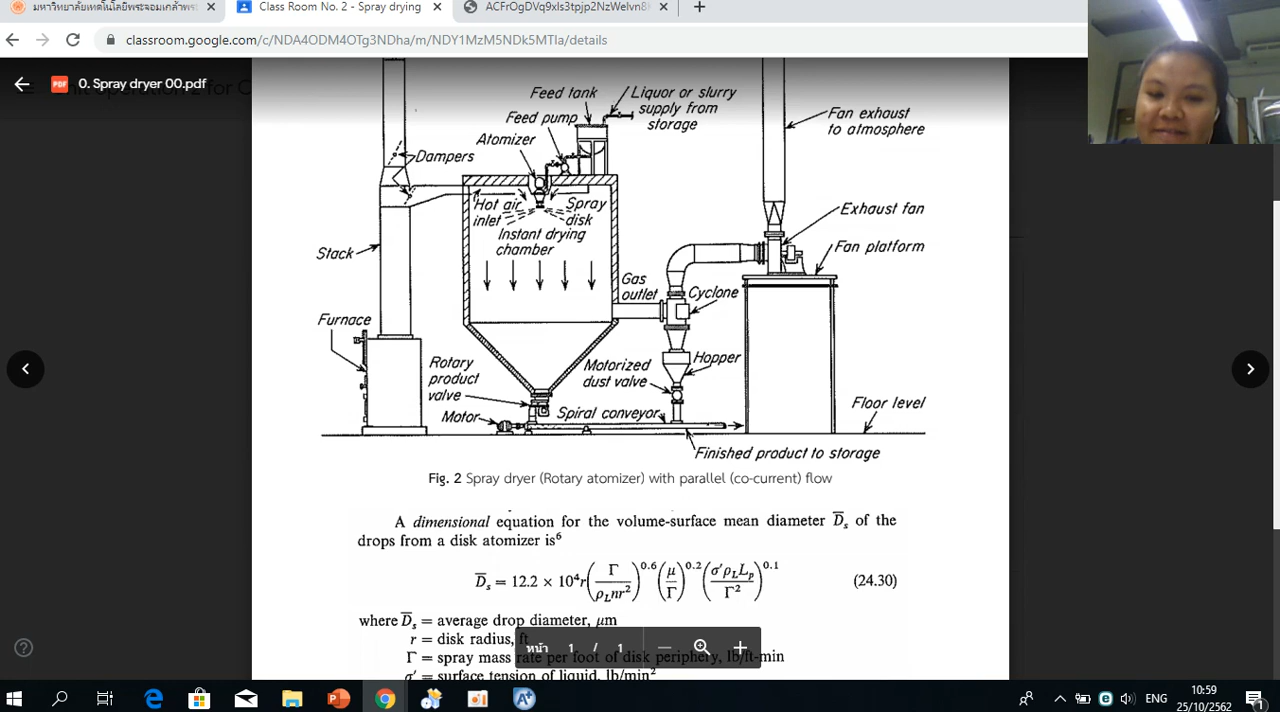 มหาวิทยาลัยเทคโนโลยีพระจอมเกล้าพระ
Class Room No. 2 - Spray drying
ACFrOgDVq9xls3tpjp2NzWelvn8
classroom.google.com/c/NDA4ODM4OTg3NDha/m/NDY1MzM5NDk5MTla/details
PDF 0. Spray dryer 00.pdf
Feed tank
Liquor or slurry
supply from
storage
Feed pump
Atomizer
Fan exhaust
to atmosphere
Dampers
Hot air
inlet
Spray
disk
Exhaust fan
Instant drying
chamber
Fan platform
Stack
Gas
outlet
Cyclone
Furnace
Rotary
product
valve
Motorized
dust valve
Hopper
Motor
Spiral conveyor
Floor level
Finished product to storage
Fig. 2 Spray dryer (Rotary atomizer) with parallel (co-current) flow
A dimensional equation for the volume-surface mean diameter D̄s of the
drops from a disk atomizer is⁶
D̄s = 12.2 × 10⁴r(Γ/ρLnr²)^0.6 (μ/Γ)^0.2 (σ'ρLLp/Γ²)^0.1 (24.30)
where D̄s = average drop diameter, μm
r = disk radius, ft
Γ = spray mass rate per foot of disk periphery, lb/ft-min
σ' = surface tension of liquid, lb/min²
หน้า 1 / 1
ENG
10:59
25/10/2562
1